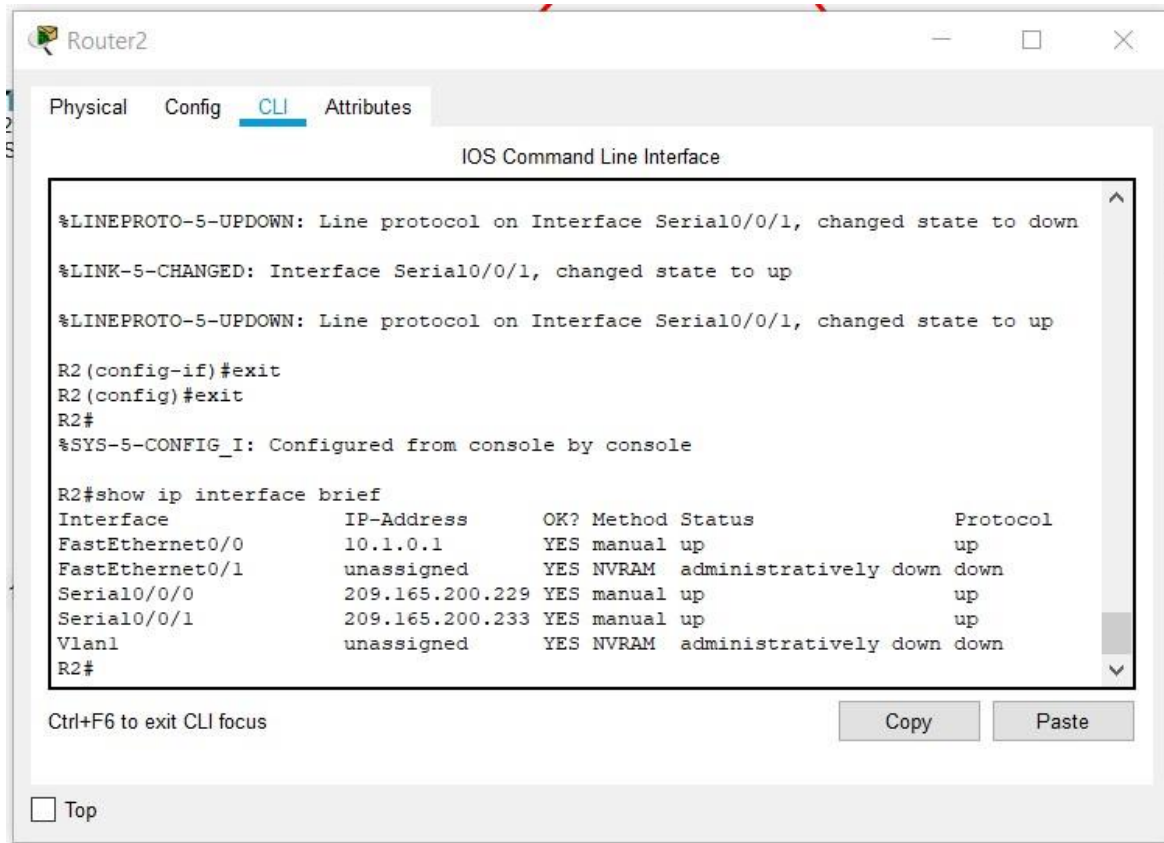 Router2
Physical Config CLI Attributes
IOS Command Line Interface
%LINEPROTO-5-UPDOWN: Line protocol on Interface Serial0/0/1, changed state to down
%LINK-5-CHANGED: Interface Serial0/0/1, changed state to up
%LINEPROTO-5-UPDOWN: Line protocol on Interface Serial0/0/1, changed state to up
R2(config-if)#exit
R2(config)#exit
R2#
%SYS-5-CONFIG_I: Configured from console by console
R2#show ip interface brief
Interface IP-Address OK? Method Status Protocol
FastEthernet0/0 10.1.0.1 YES manual up up
FastEthernet0/1 unassigned YES NVRAM administratively down down
Serial0/0/0 209.165.200.229 YES manual up up
Serial0/0/1 209.165.200.233 YES manual up up
Vlan1 unassigned YES NVRAM administratively down down
R2#
Ctrl+F6 to exit CLI focus
Copy Paste
Top